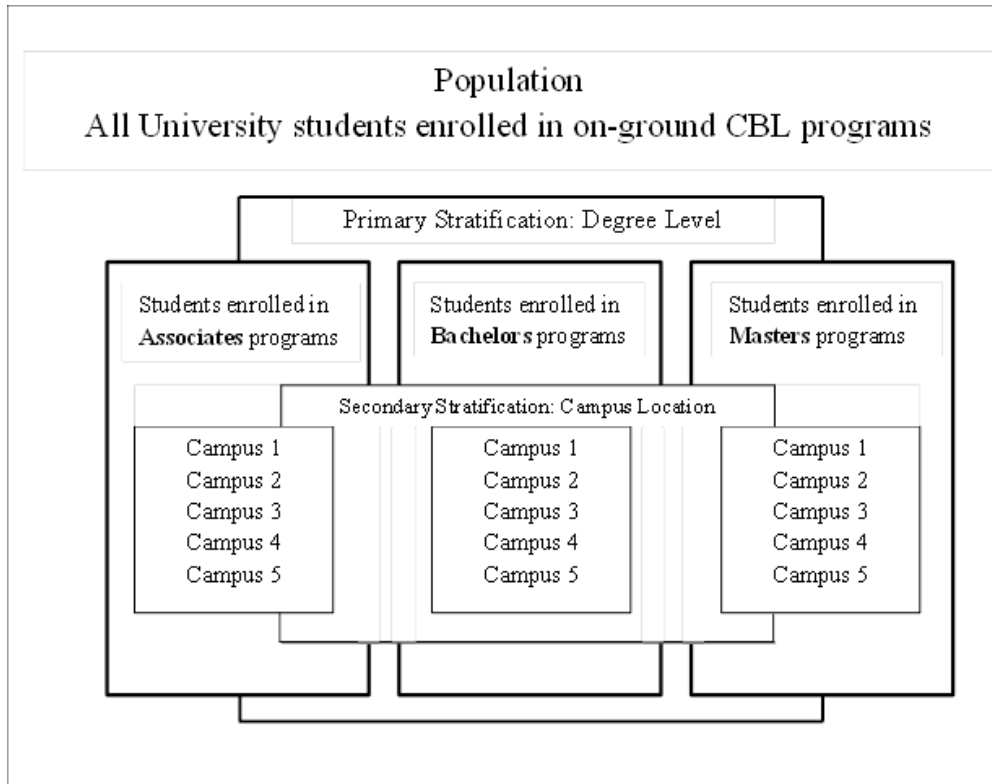 Population
All University students enrolled in on-ground CBL programs
Primary Stratification: Degree Level
Students enrolled in
Associates programs
Students enrolled in
Bachelors programs
Students enrolled in
Masters programs
Secondary Stratification: Campus Location
Campus 1
Campus 2
Campus 3
Campus 4
Campus 5
Campus 1
Campus 2
Campus 3
Campus 4
Campus 5
Campus 1
Campus 2
Campus 3
Campus 4
Campus 5